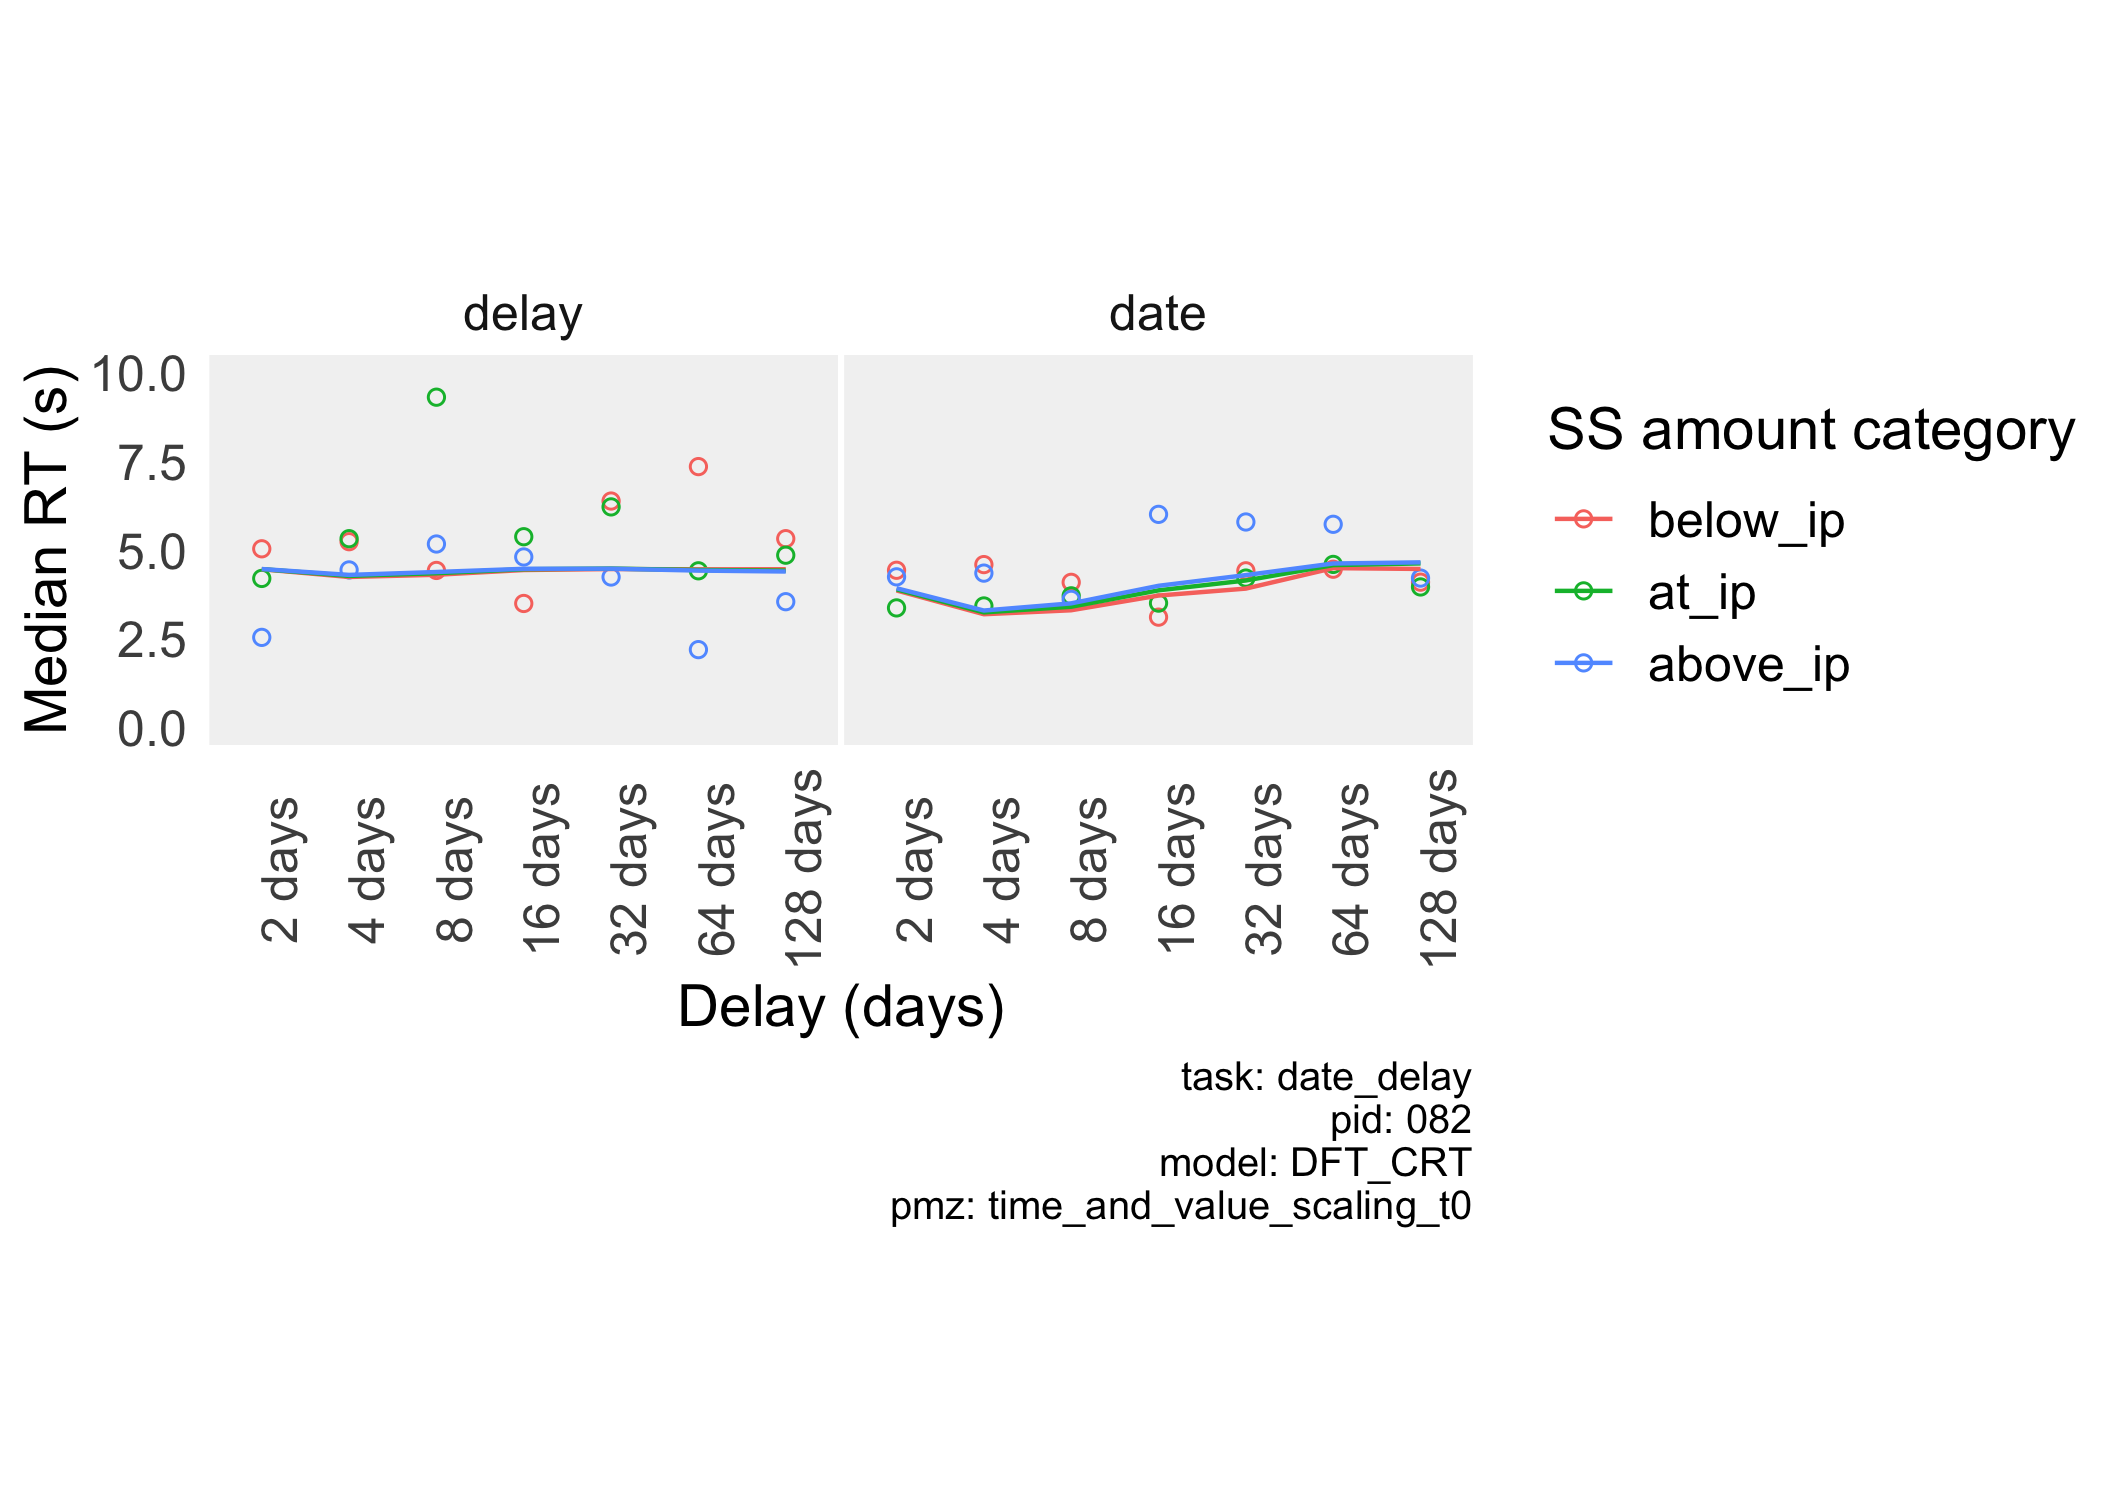 delay
date
Median RT (s)
10.0
7.5
5.0
2.5
0.0
2 days
4 days
8 days
16 days
32 days
64 days
128 days
2 days
4 days
8 days
16 days
32 days
64 days
128 days
Delay (days)
SS amount category
below_ip
at_ip
above_ip
task: date_delay
pid: 082
model: DFT_CRT
pmz: time_and_value_scaling_t0